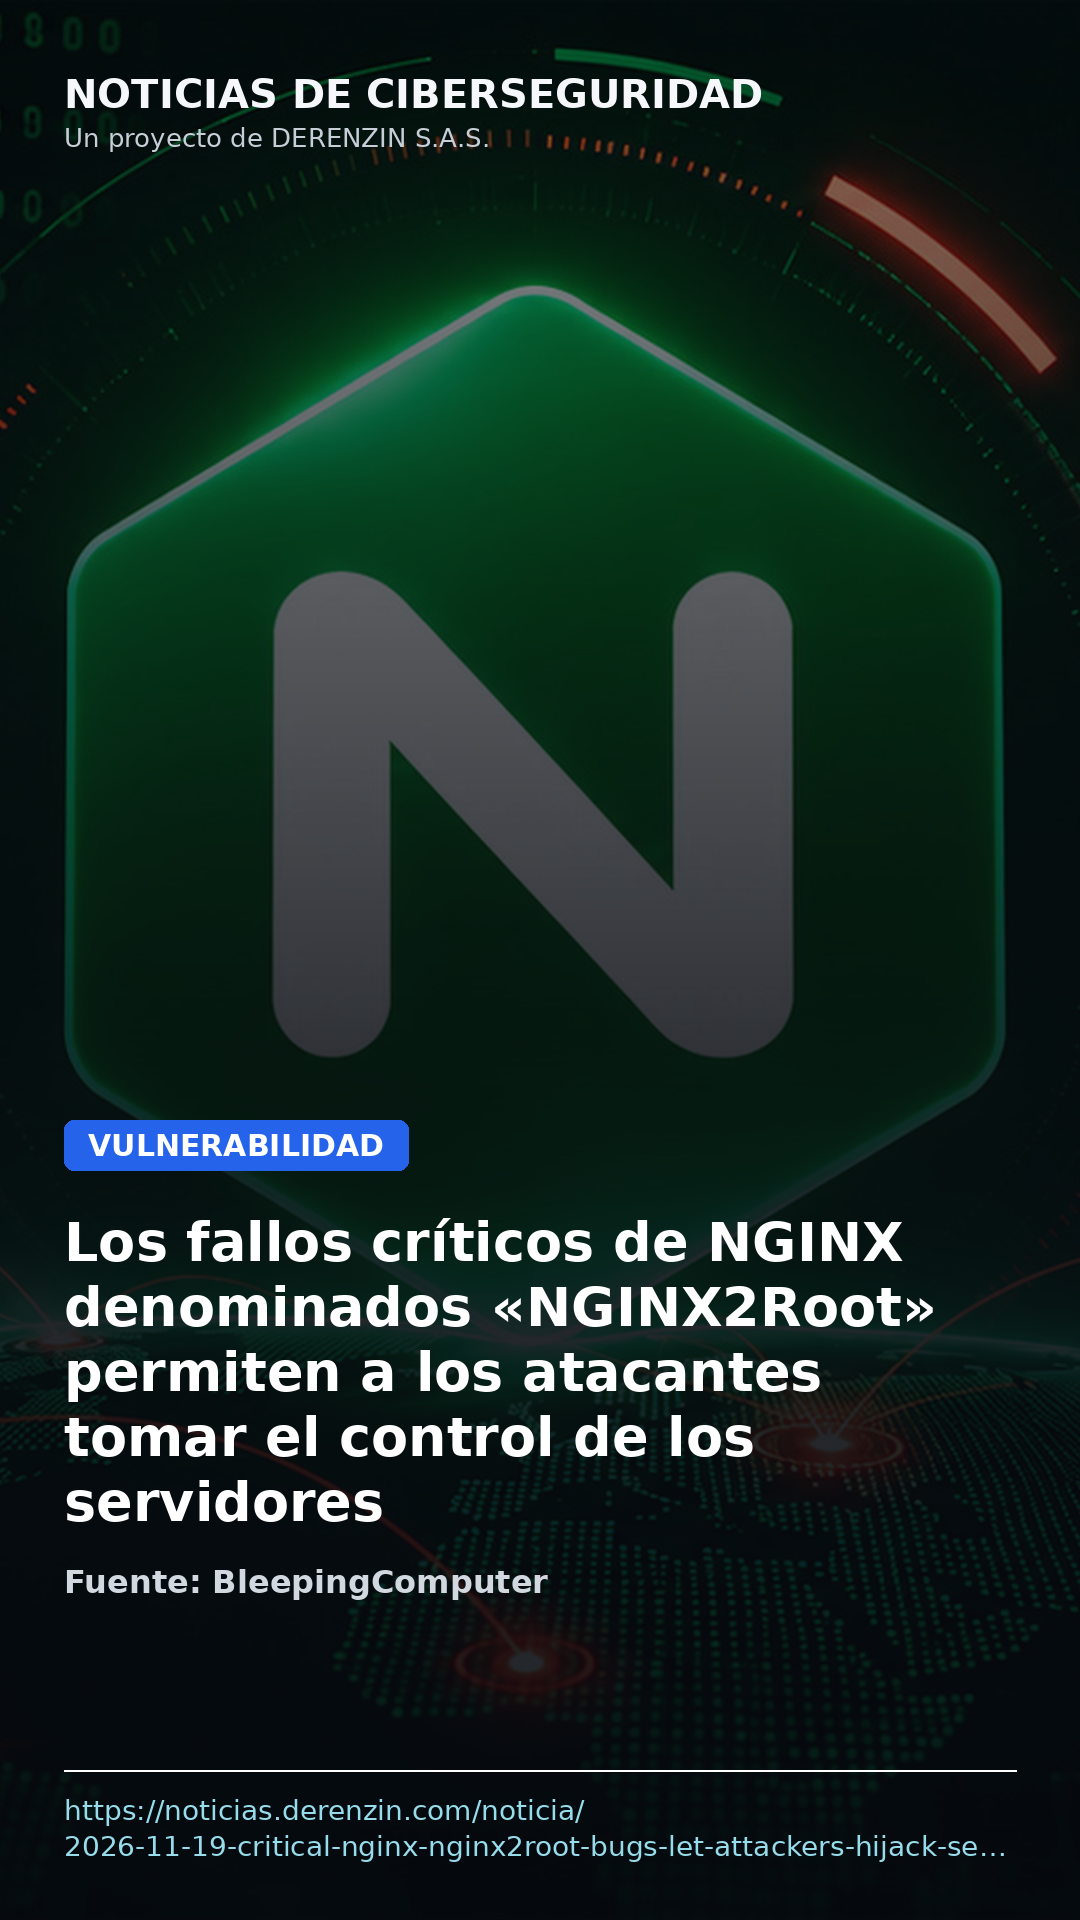 NOTICIAS DE CIBERSEGURIDAD
Un proyecto de DERENZIN S.A.S.
N
VULNERABILIDAD
Los fallos críticos de NGINX
denominados «NGINX2Root»
permiten a los atacantes
tomar el control de los
servidores
Fuente: BleepingComputer
https://noticias.derenzin.com/noticia/
2026-11-19-critical-nginx-nginx2root-bugs-let-attackers-hijack-se...